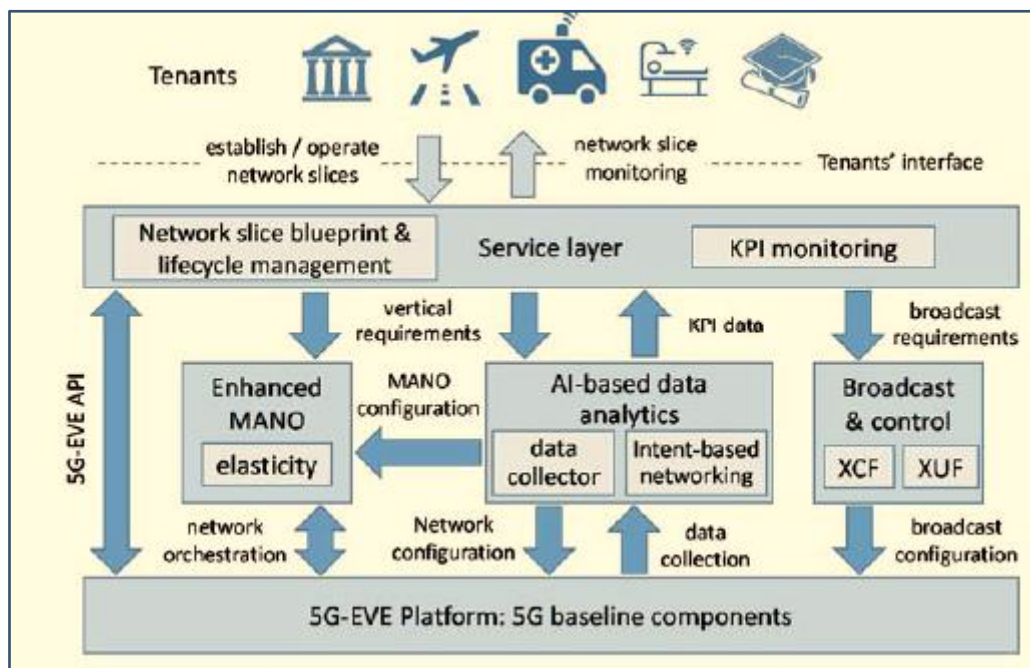 Tenants
establish / operate
network slices
network slice
monitoring
Tenants' interface
Network slice blueprint &
lifecycle management
Service layer
KPI monitoring
5G-EVE API
vertical
requirements
KPI data
broadcast
requirements
Enhanced
MANO
elasticity
MANO
configuration
AI-based data
analytics
data
collector
Intent-based
networking
Broadcast
& control
XCF
XUF
network
orchestration
Network
configuration
data
collection
broadcast
configuration
5G-EVE Platform: 5G baseline components